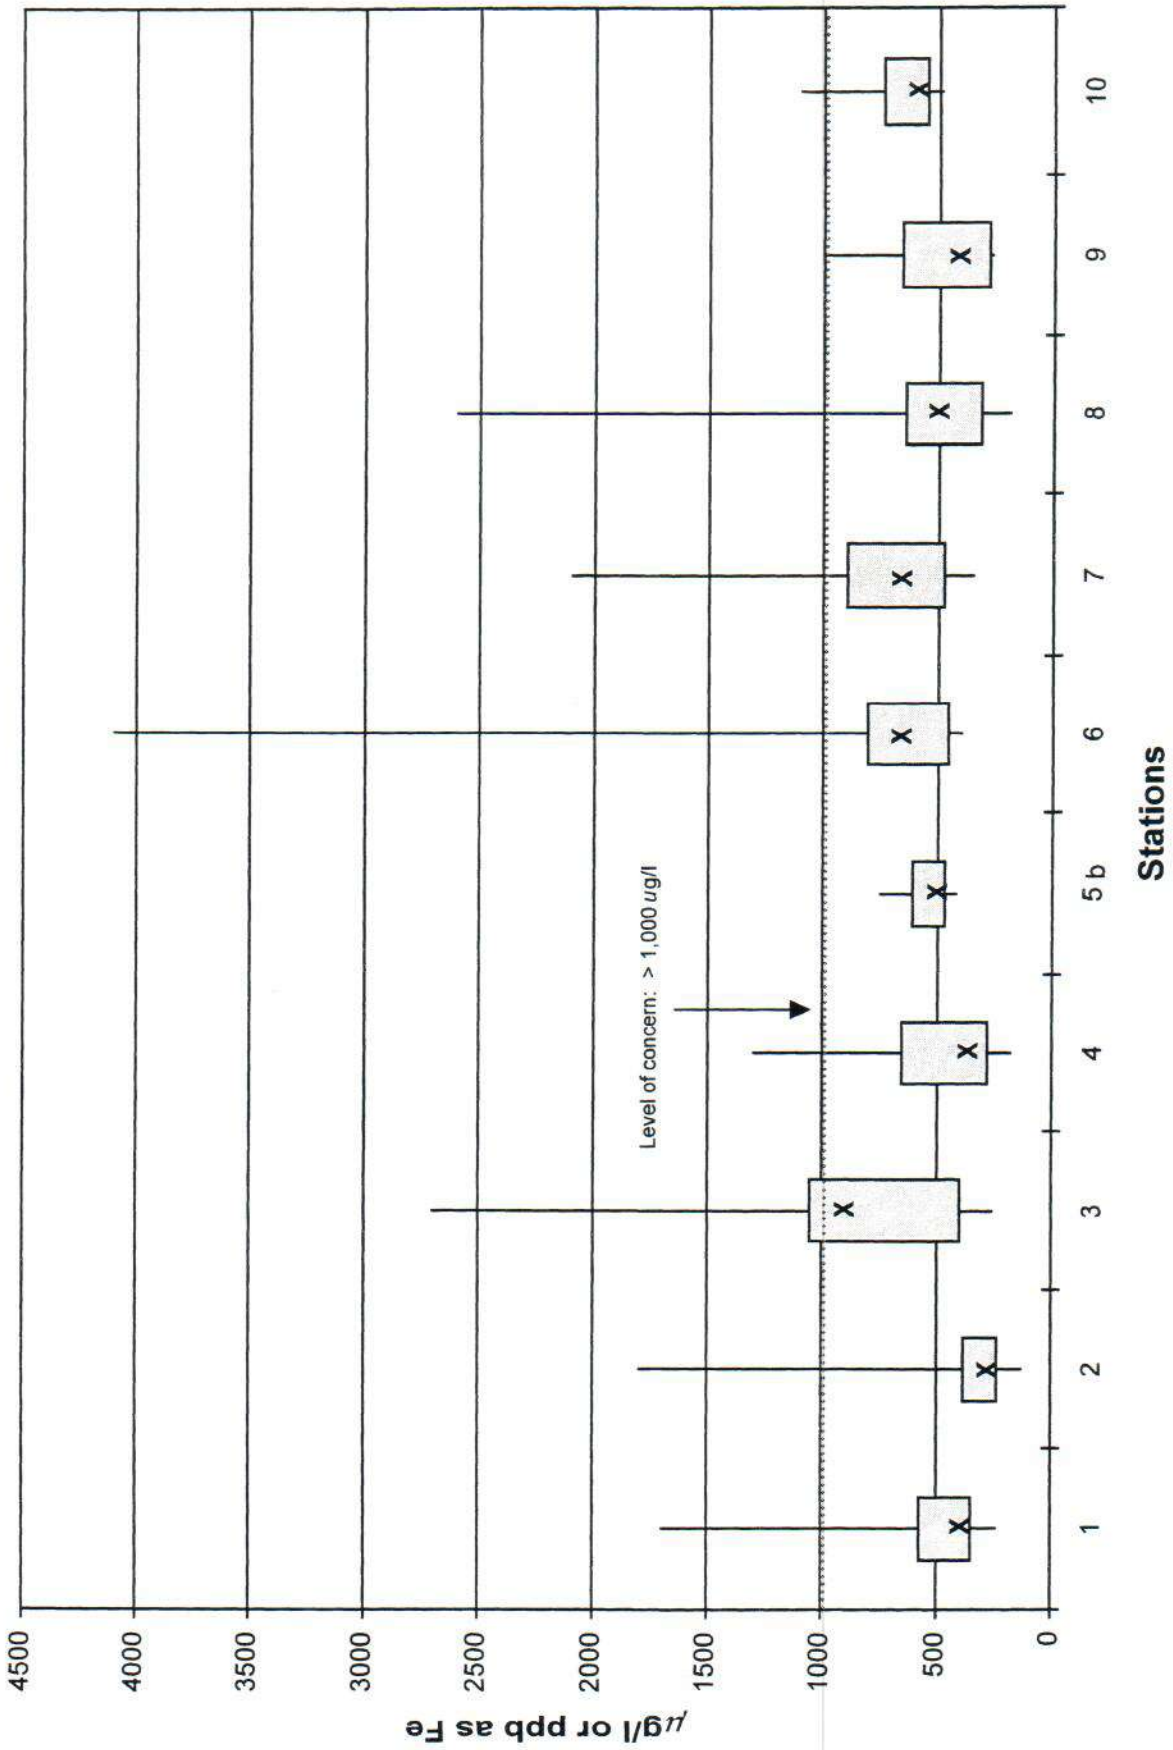 μg/l or ppb as Fe
4500
4000
3500
3000
2500
2000
1500
1000
500
0
Level of concern: > 1,000 ug/l
x x x x x x x x x x
1 2 3 4 5 b 6 7 8 9 10
Stations